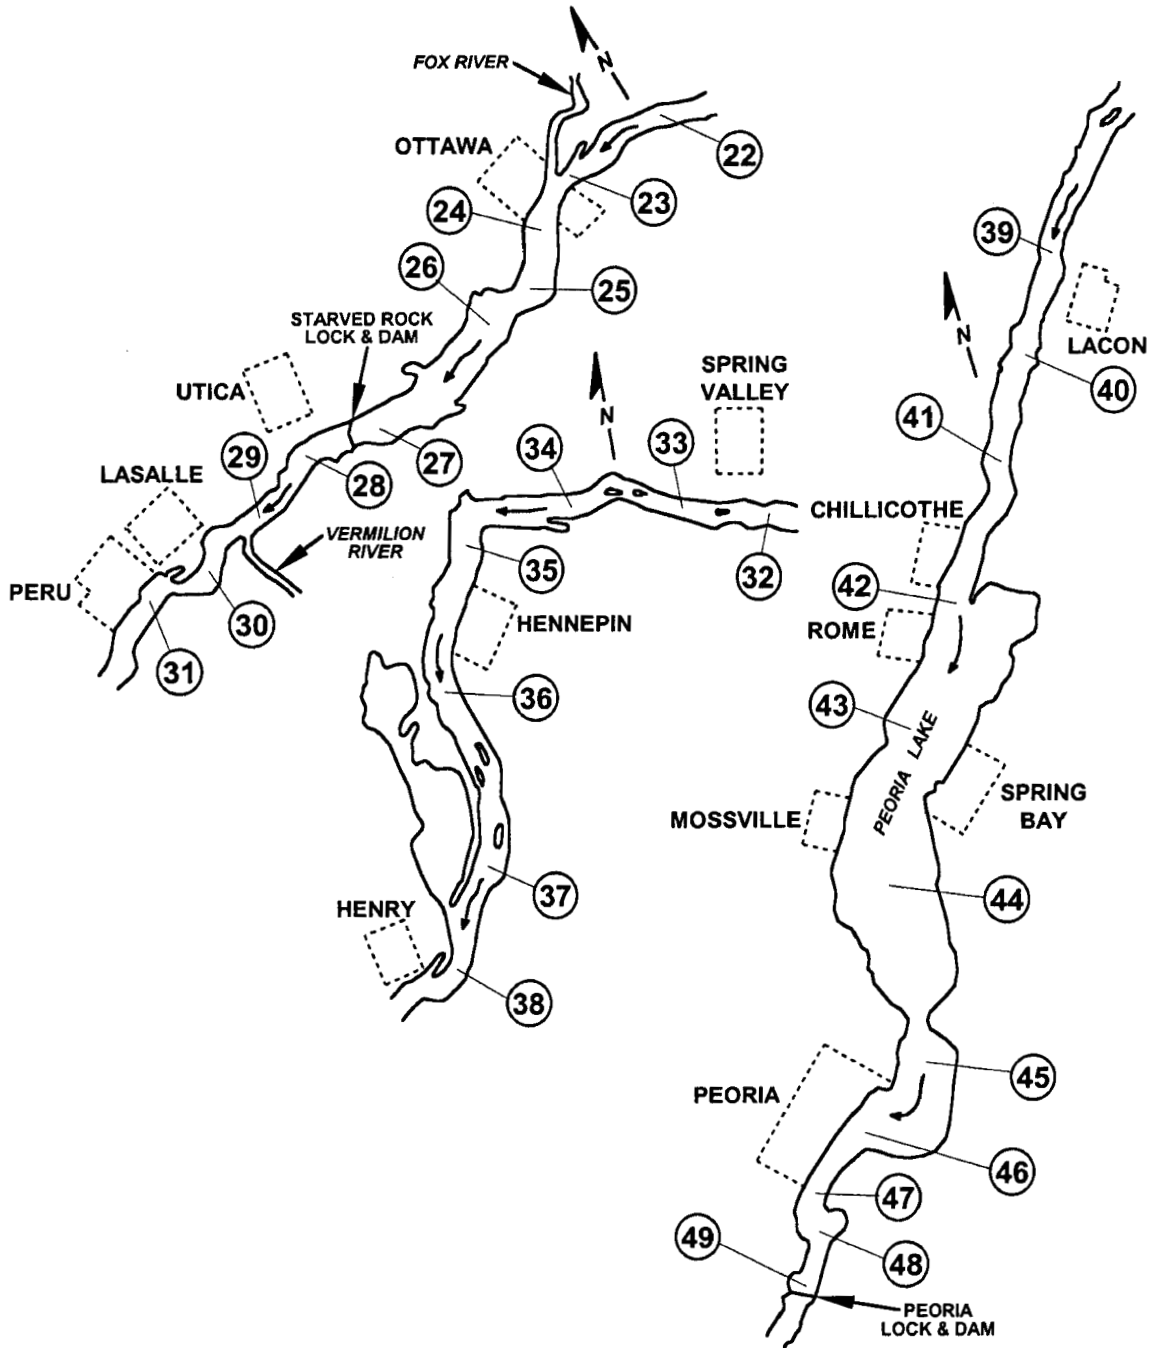 FOX RIVER
N
OTTAWA
22
23
24
25
26
STARVED ROCK
LOCK & DAM
UTICA
27
28
29
LASALLE
VERMILION
RIVER
PERU
30
31
N
SPRING
VALLEY
32
33
34
35
HENNEPIN
36
37
HENRY
38
39
N
LACON
40
41
CHILLICOTHE
42
ROME
43
PEORIA LAKE
MOSSVILLE
SPRING
BAY
44
45
PEORIA
46
47
48
49
PEORIA
LOCK & DAM